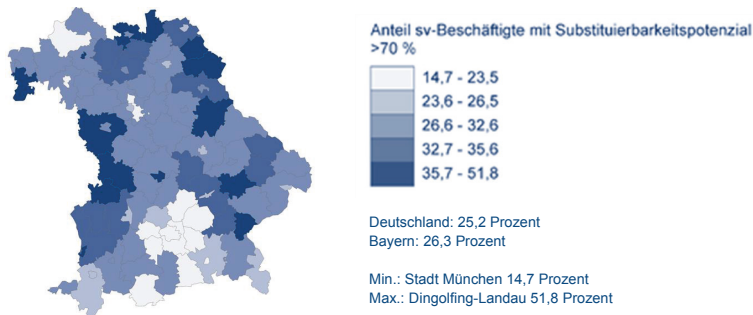 Anteil sv-Beschäftigte mit Substituierbarkeitspotenzial
>70 %
14,7 - 23,5
23,6 - 26,5
26,6 - 32,6
32,7 - 35,6
35,7 - 51,8
Deutschland: 25,2 Prozent
Bayern: 26,3 Prozent
Min.: Stadt München 14,7 Prozent
Max.: Dingolfing-Landau 51,8 Prozent